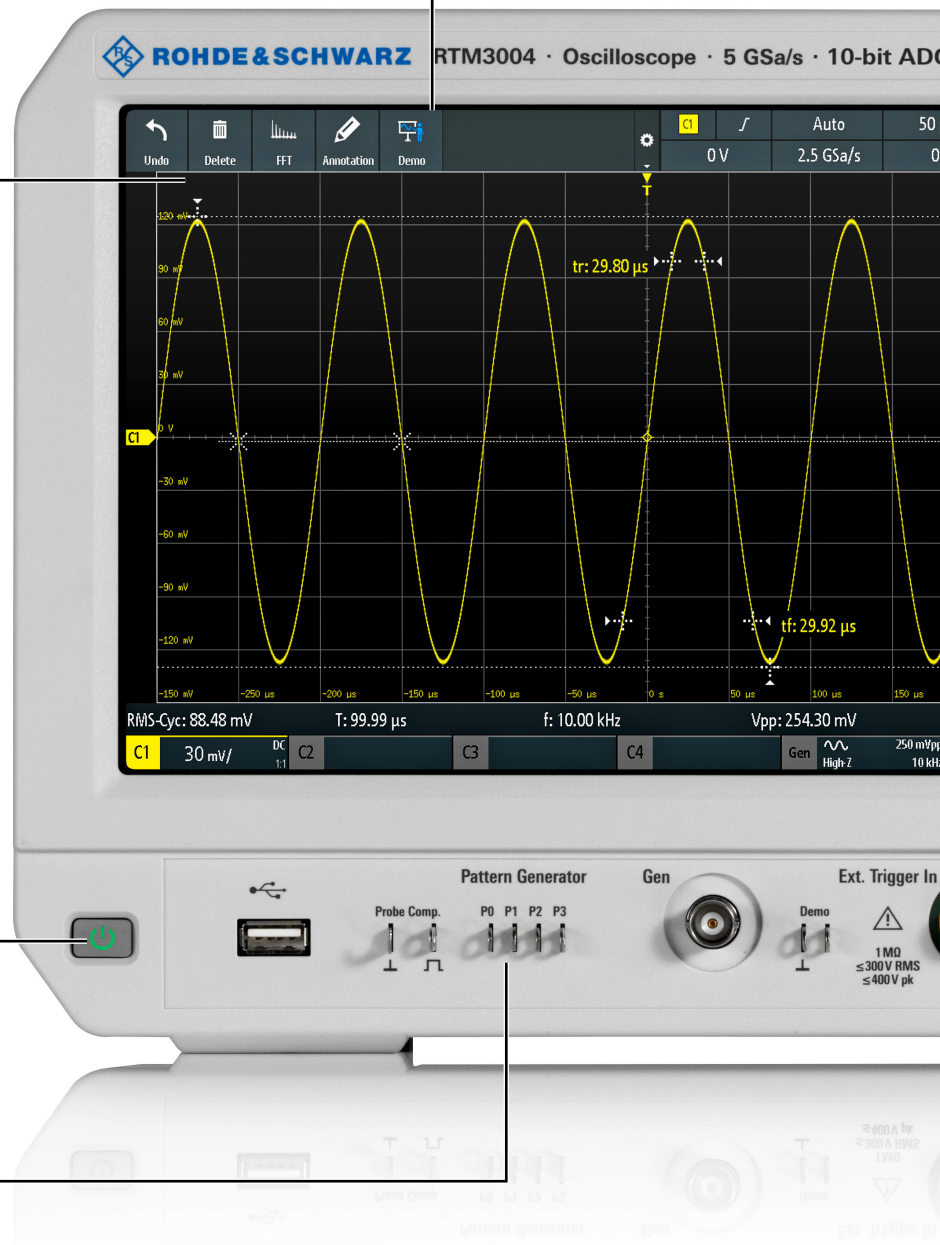 ROHDE & SCHWARZ RTM3004 · Oscilloscope · 5 GSa/s · 10-bit ADC
Undo Delete FFT Annotation Demo
C1 Auto 50
0 V 2.5 GSa/s 0
T
120 mV
90 mV
tr: 29.80 µs
60 mV
30 mV
C1 0 V
-30 mV
-60 mV
-90 mV
tf: 29.92 µs
-120 mV
-150 mV -250 µs -200 µs -150 µs -100 µs -50 µs 0 s 50 µs 100 µs 150 µs
RMS-Cyc: 88.48 mV T: 99.99 µs f: 10.00 kHz Vpp: 254.30 mV
C1 30 mV/ DC 1:1 C2 C3 C4 Gen High-Z 250 mVpp 10 kHz
Pattern Generator Gen Ext. Trigger In
Probe Comp. P0 P1 P2 P3 Demo
1 MΩ
≤300 V RMS
≤400 V pk